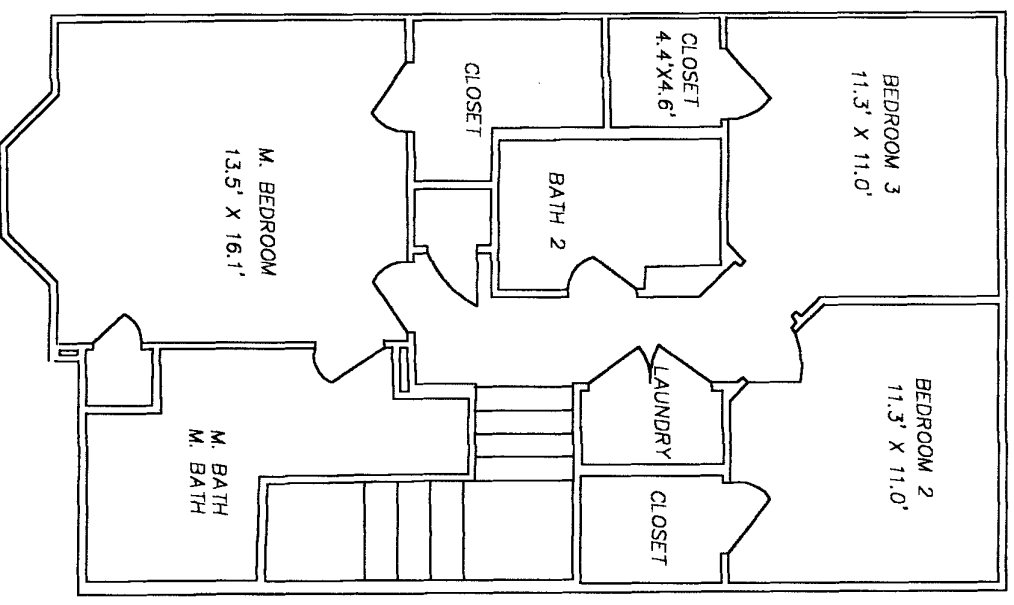 BEDROOM 3
11.3' X 11.0'
CLOSET
4.4'X4.6'
CLOSET
BATH 2
M. BEDROOM
13.5' X 16.1'
BEDROOM 2
11.3' X 11.0'
LAUNDRY
CLOSET
M. BATH
M. BATH